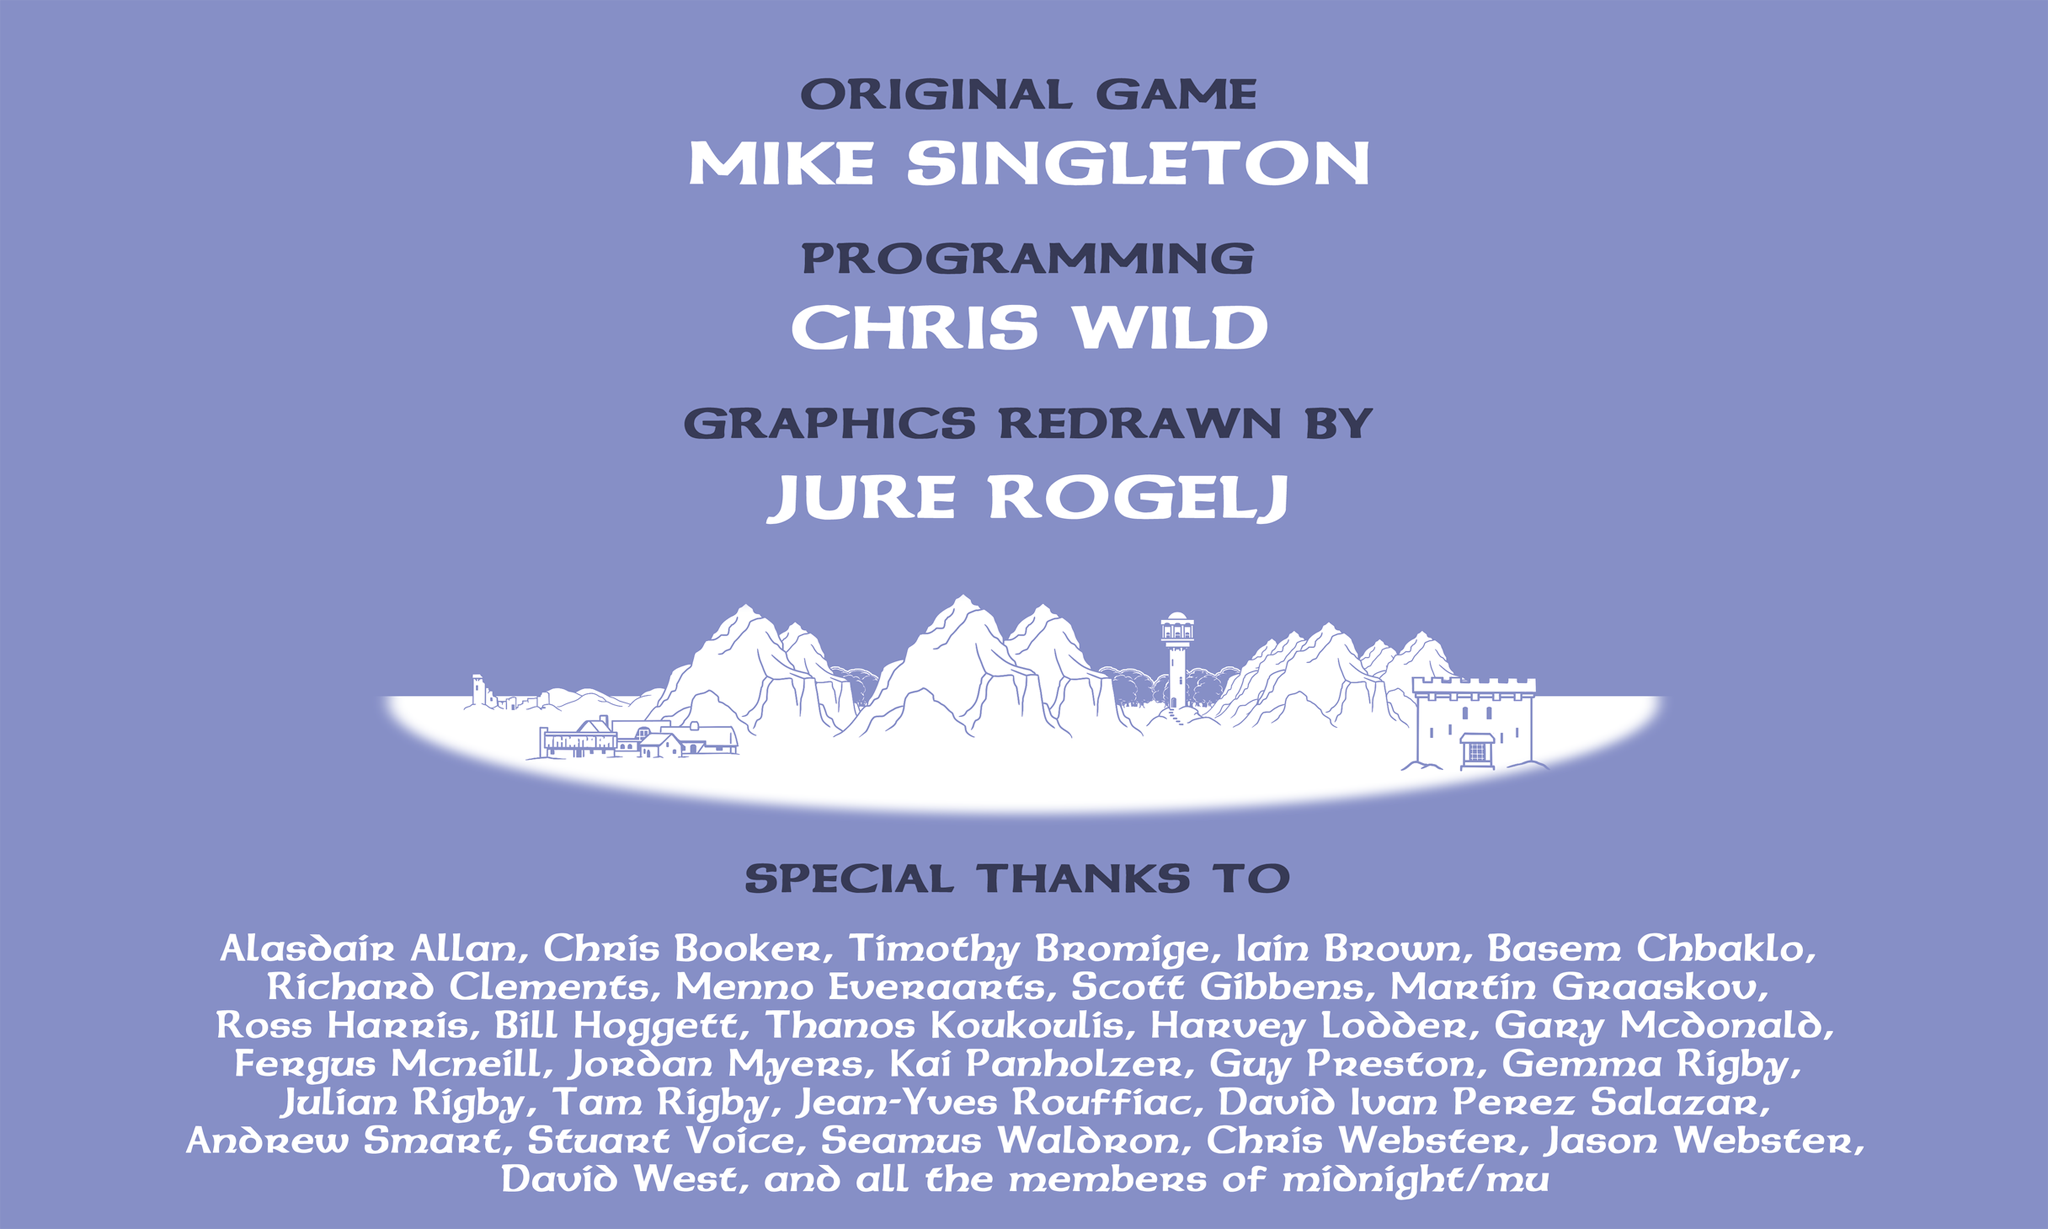 ORIGINAL GAME
MIKE SINGLETON
PROGRAMMING
CHRIS WILD
GRAPHICS REDRAWN BY
JURE ROGELJ
SPECIAL THANKS TO
Alasdair Allan, Chris Booker, Timothy Bromige, Iain Brown, Basem Chbaklo,
Richard Clements, Menno Everaarts, Scott Gibbens, Martin Graaskov,
Ross Harris, Bill Hoggett, Thanos Koukoulis, Harvey Lodder, Gary Mcdonald,
Fergus Mcneill, Jordan Myers, Kai Panholzer, Guy Preston, Gemma Rigby,
Julian Rigby, Tam Rigby, Jean-Yves Rouffiac, David Ivan Perez Salazar,
Andrew Smart, Stuart Voice, Seamus Waldron, Chris Webster, Jason Webster,
David West, and all the members of midnight/mu